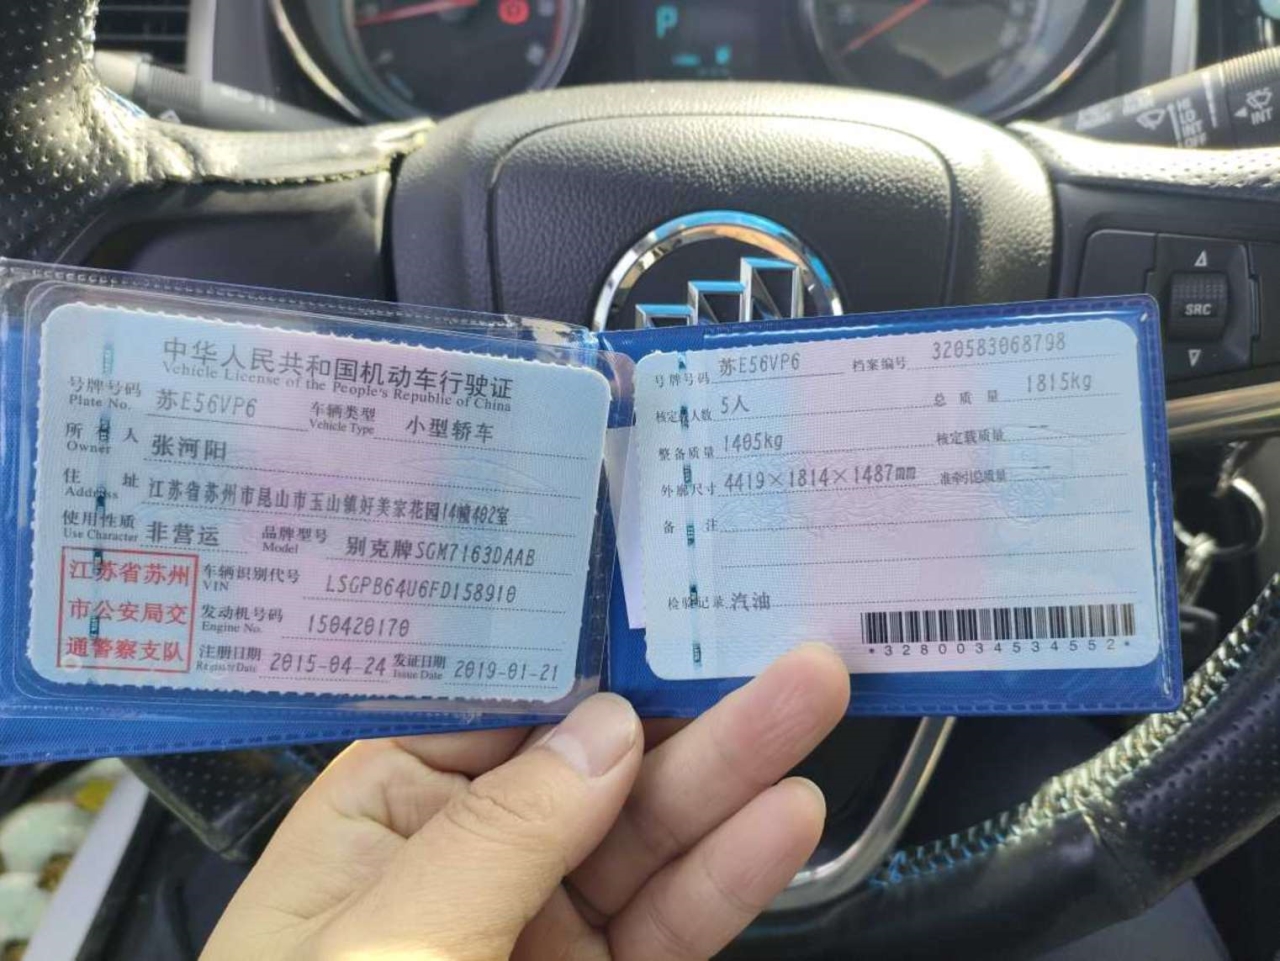 中华人民共和国机动车行驶证
Vehicle License of the People's Republic of China
号牌号码 苏E56VP6 车辆类型 小型轿车
Plate No. Vehicle Type
所有人 张河阳
Owner
住址 江苏省苏州市昆山市玉山镇好美家花园14幢402室
Address
使用性质 非营运 品牌型号 别克牌SGM7163DAAB
Use Character Model
江苏省苏州
市公安局交
通警察支队
车辆识别代号 LSGPB64U6FD158910
VIN
发动机号码 150420170
Engine No.
注册日期 2015-04-24 发证日期 2019-01-21
Register Date Issue Date
号牌号码 苏E56VP6 档案编号 320583068798
核定载人数 5人 总质量 1815kg
整备质量 1405kg 核定载质量 —
外廓尺寸 4419×1814×1487mm 准牵引总质量 —
备注
检验记录 汽油
*3280034534552*
P
SRC
INT
HI
LO
INT
OFF